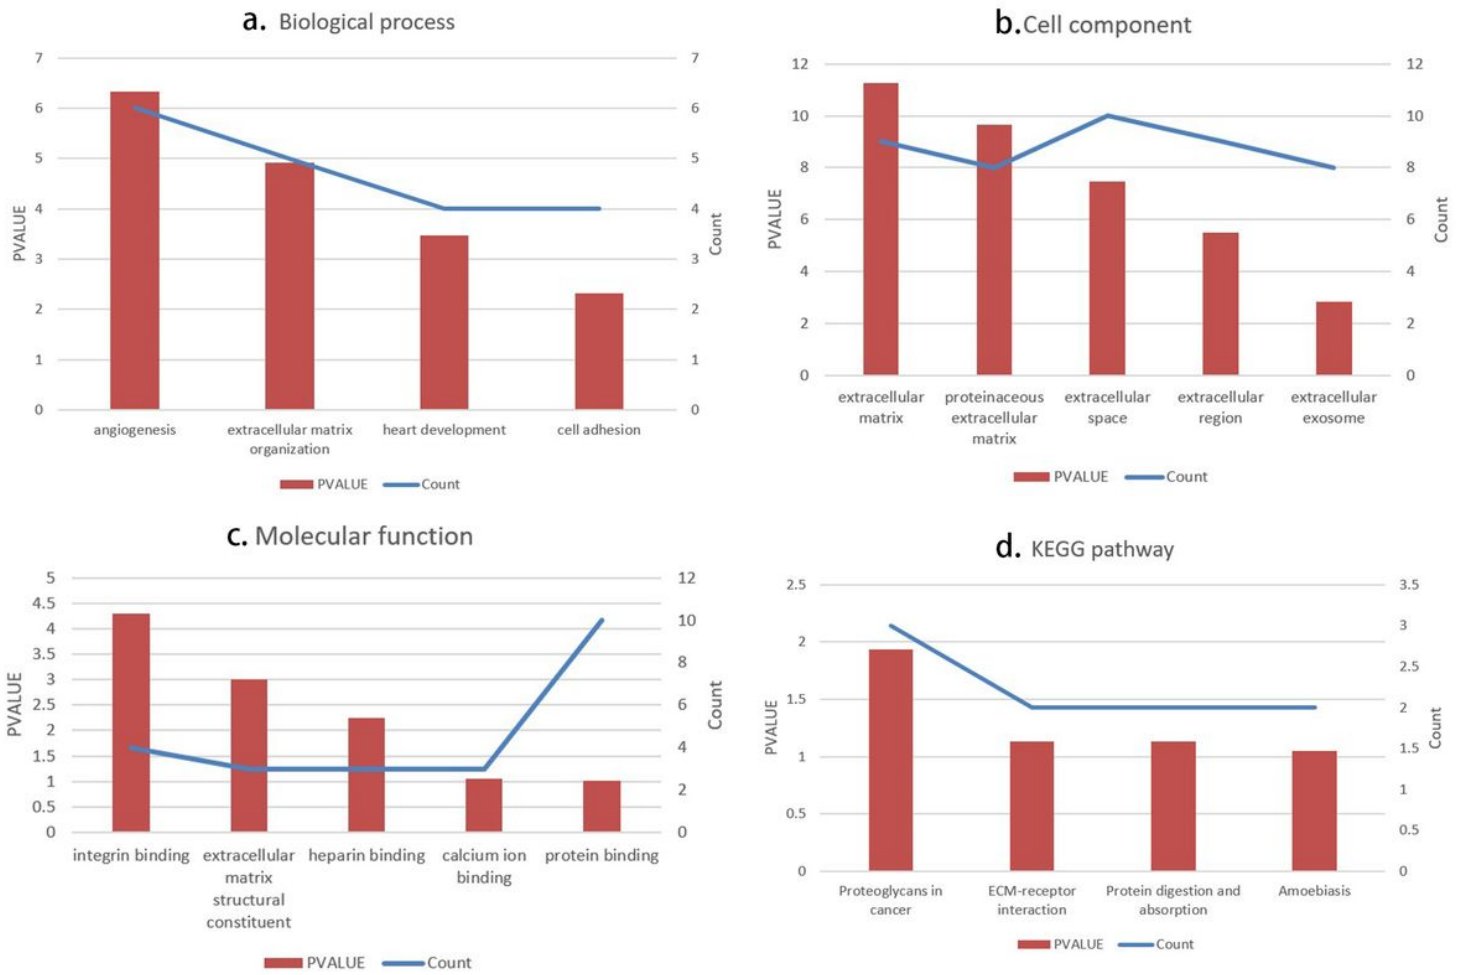 a. Biological process
7
6
5
4
3
2
1
0
PVALUE
7
6
5
4
3
2
1
0
Count
angiogenesis
extracellular matrix
organization
heart development
cell adhesion
PVALUE
Count
b.Cell component
12
10
8
6
4
2
0
PVALUE
12
10
8
6
4
2
0
Count
extracellular
matrix
proteinaceous
extracellular
matrix
extracellular
space
extracellular
region
extracellular
exosome
PVALUE
Count
c. Molecular function
5
4.5
4
3.5
3
2.5
2
1.5
1
0.5
0
PVALUE
12
10
8
6
4
2
0
Count
integrin binding
extracellular
matrix
structural
constituent
heparin binding
calcium ion
binding
protein binding
PVALUE
Count
d. KEGG pathway
2.5
2
1.5
1
0.5
0
PVALUE
3.5
3
2.5
2
1.5
1
0.5
0
Count
Proteoglycans in
cancer
ECM-receptor
interaction
Protein digestion and
absorption
Amoebiasis
PVALUE
Count